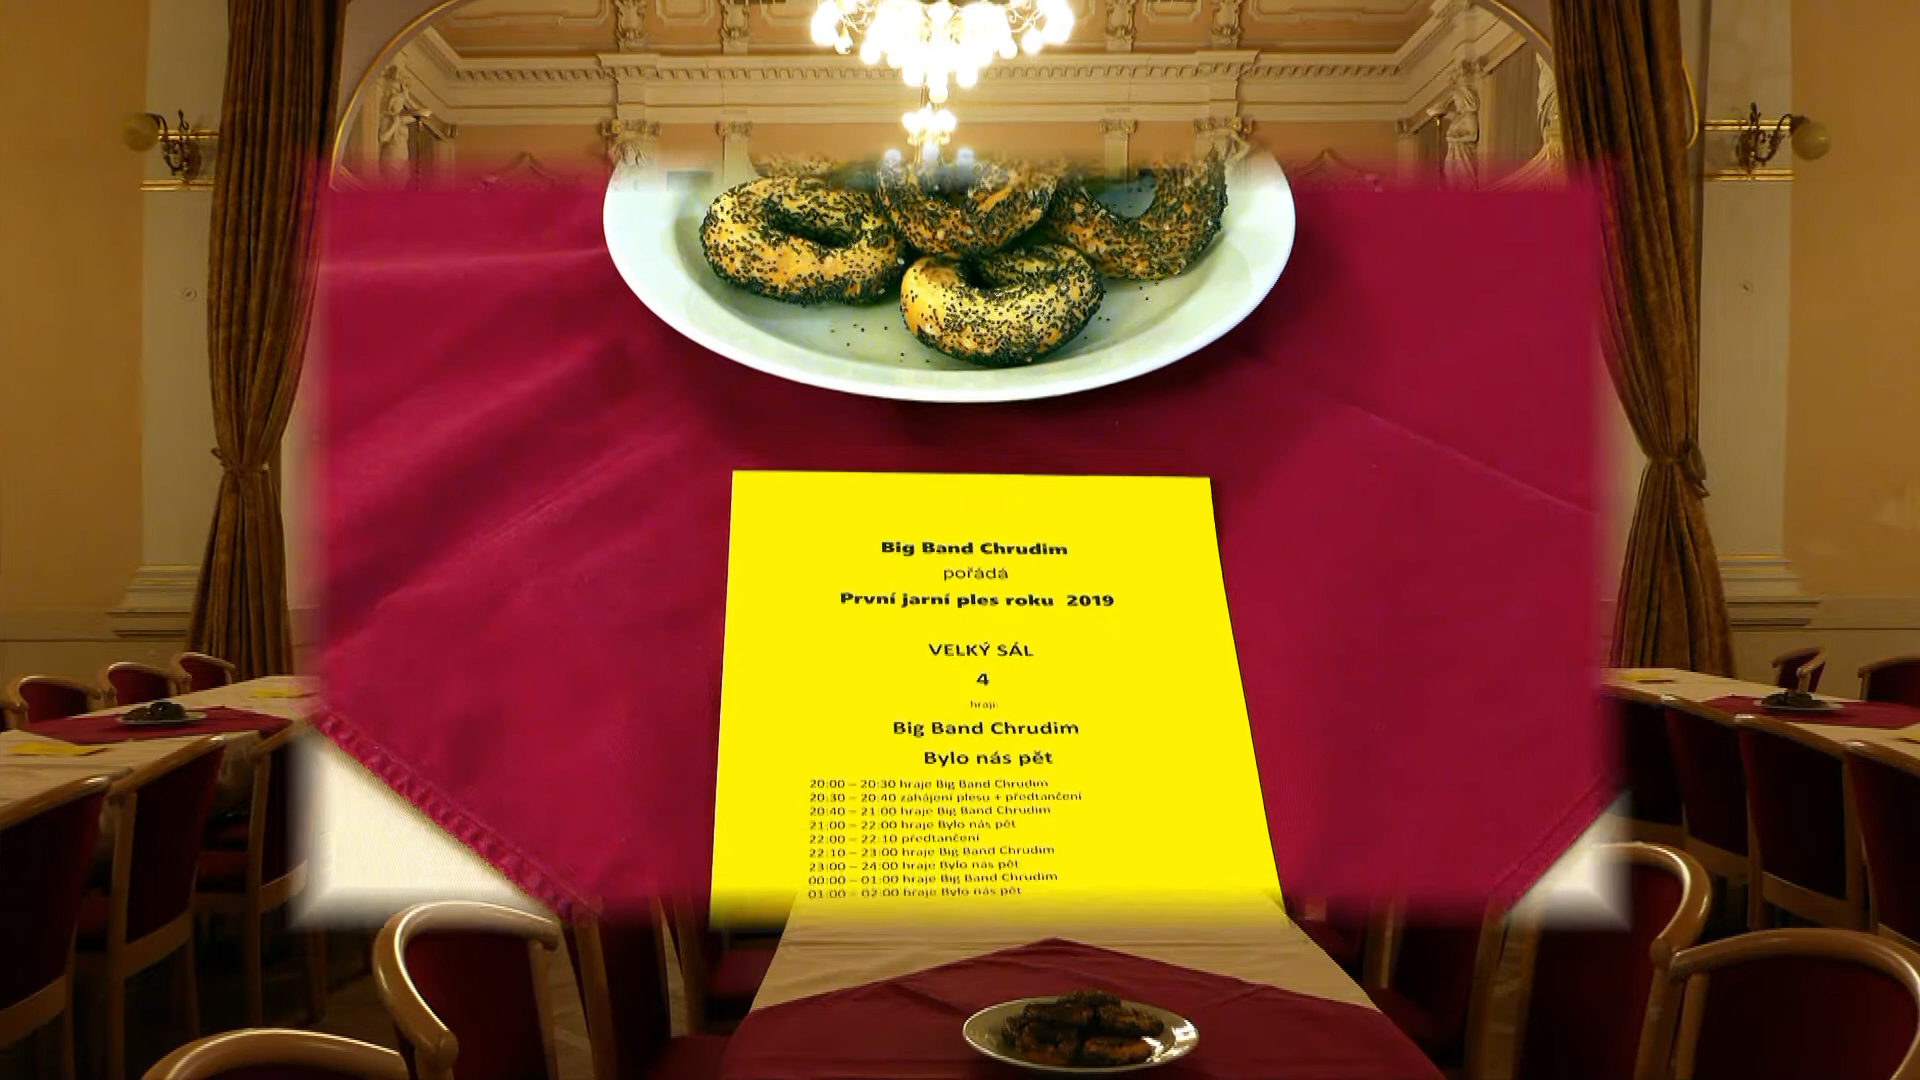 Big Band Chrudim
pořádá
První jarní ples roku 2019
VELKÝ SÁL
4
hrají:
Big Band Chrudim
Bylo nás pět
20:00 – 20:30 hraje Big Band Chrudim
20:30 – 20:40 zahájení plesu + předtančení
20:40 – 21:00 hraje Big Band Chrudim
21:00 – 22:00 hraje Bylo nás pět
22:00 – 22:10 předtančení
22:10 – 23:00 hraje Big Band Chrudim
23:00 – 24:00 hraje Bylo nás pět
00:00 – 01:00 hraje Big Band Chrudim
01:00 – 02:00 hraje Bylo nás pět